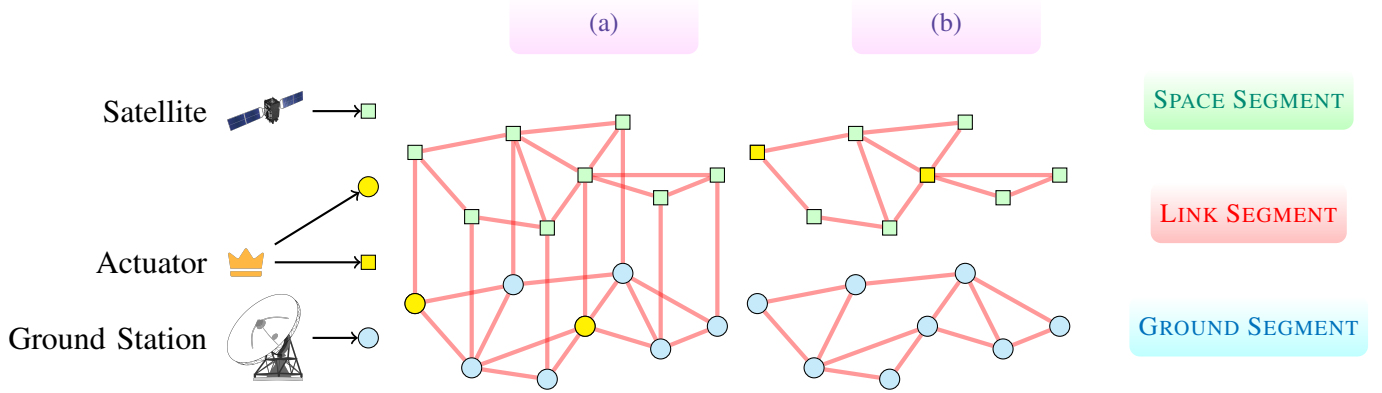 (a)
(b)
Satellite
SPACE SEGMENT
LINK SEGMENT
Actuator
Ground Station
GROUND SEGMENT